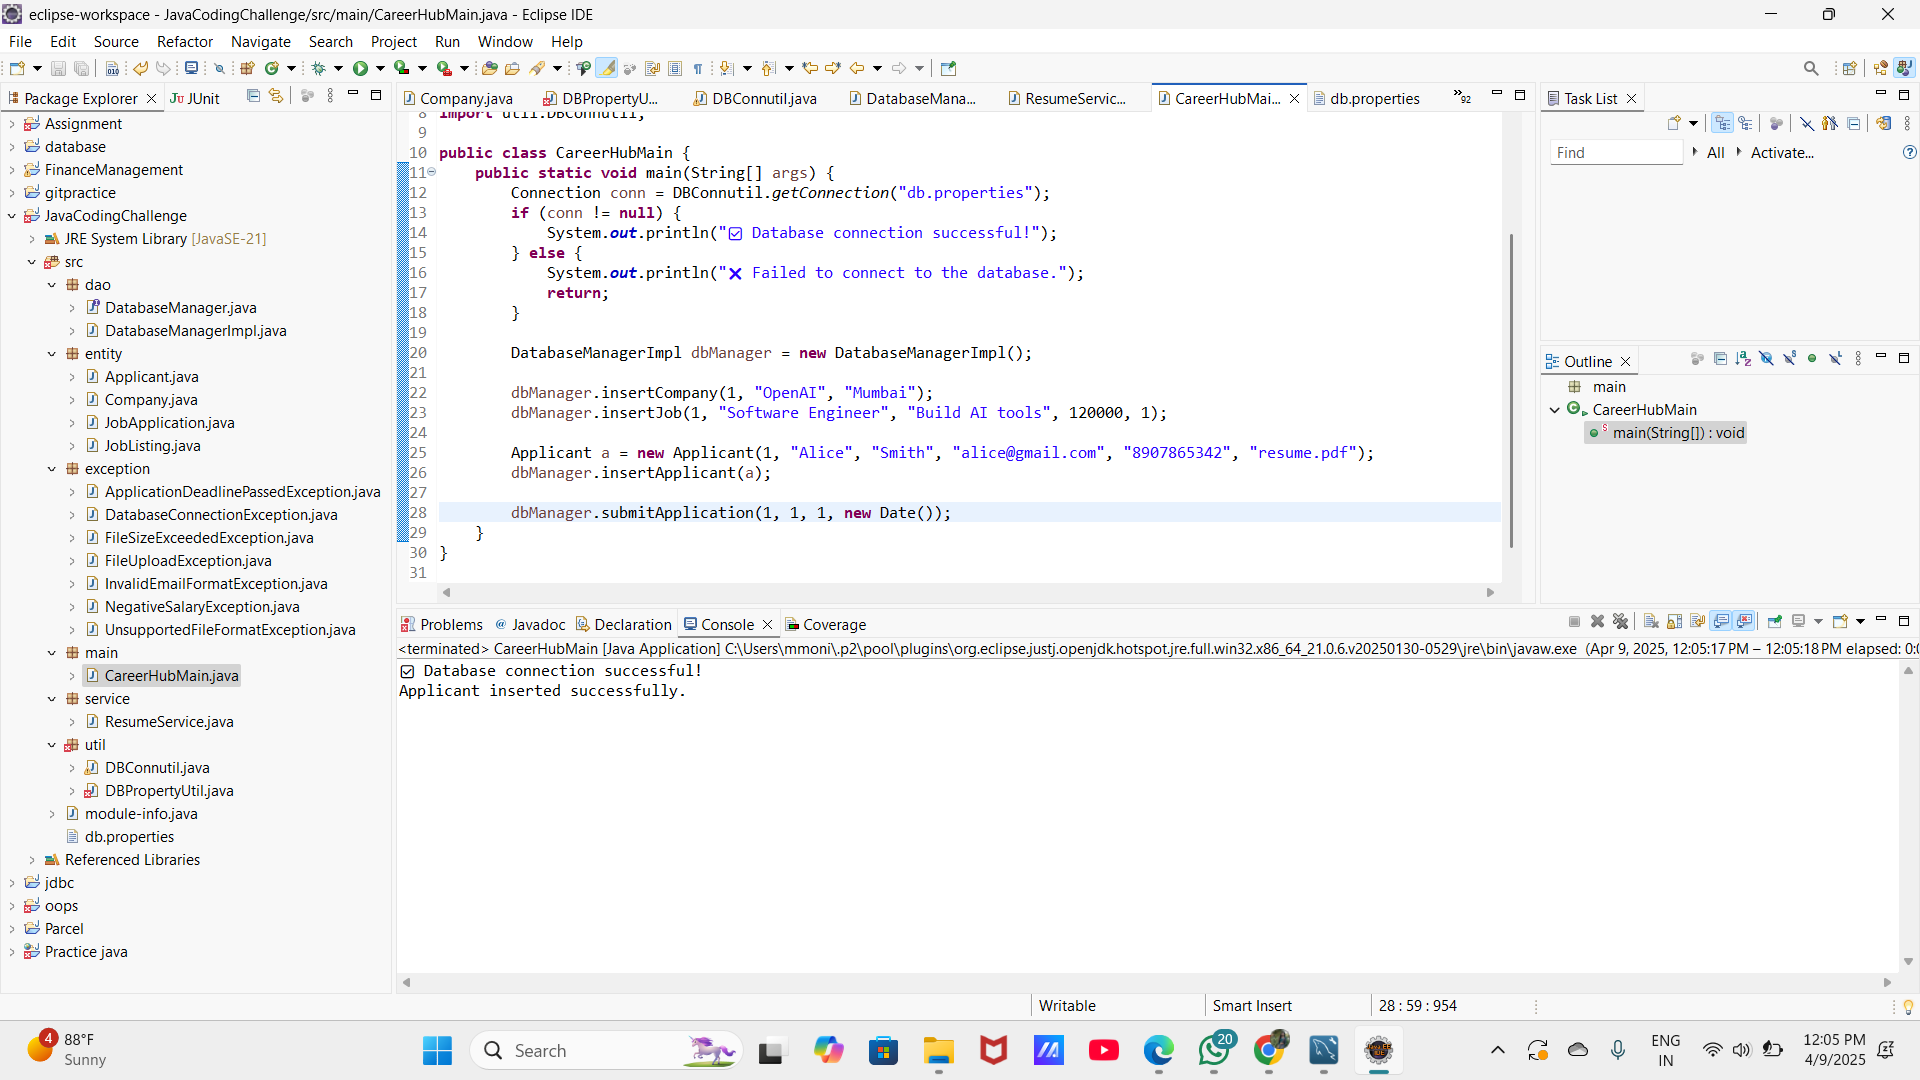 eclipse-workspace - JavaCodingChallenge/src/main/CareerHubMain.java - Eclipse IDE
File Edit Source Refactor Navigate Search Project Run Window Help
Package Explorer JUnit
Assignment
database
FinanceManagement
gitpractice
JavaCodingChallenge
JRE System Library [JavaSE-21]
src
dao
DatabaseManager.java
DatabaseManagerImpl.java
entity
Applicant.java
Company.java
JobApplication.java
JobListing.java
exception
ApplicationDeadlinePassedException.java
DatabaseConnectionException.java
FileSizeExceededException.java
FileUploadException.java
InvalidEmailFormatException.java
NegativeSalaryException.java
UnsupportedFileFormatException.java
main
CareerHubMain.java
service
ResumeService.java
util
DBConnutil.java
DBPropertyUtil.java
module-info.java
db.properties
Referenced Libraries
jdbc
oops
Parcel
Practice java
Company.java DBPropertyU... DBConnutil.java DatabaseMana... ResumeServic... CareerHubMai... db.properties »92
8 import util.DBConnutil;
9
10 public class CareerHubMain {
11 public static void main(String[] args) {
12 Connection conn = DBConnutil.getConnection("db.properties");
13 if (conn != null) {
14 System.out.println("☑ Database connection successful!");
15 } else {
16 System.out.println("❌ Failed to connect to the database.");
17 return;
18 }
19
20 DatabaseManagerImpl dbManager = new DatabaseManagerImpl();
21
22 dbManager.insertCompany(1, "OpenAI", "Mumbai");
23 dbManager.insertJob(1, "Software Engineer", "Build AI tools", 120000, 1);
24
25 Applicant a = new Applicant(1, "Alice", "Smith", "alice@gmail.com", "8907865342", "resume.pdf");
26 dbManager.insertApplicant(a);
27
28 dbManager.submitApplication(1, 1, 1, new Date());
29 }
30 }
31
Task List
Find All Activate...
Outline
main
CareerHubMain
main(String[]) : void
Problems Javadoc Declaration Console Coverage
<terminated> CareerHubMain [Java Application] C:\Users\mmoni\.p2\pool\plugins\org.eclipse.justj.openjdk.hotspot.jre.full.win32.x86_64_21.0.6.v20250130-0529\jre\bin\javaw.exe (Apr 9, 2025, 12:05:17 PM – 12:05:18 PM elapsed: 0:0
☑ Database connection successful!
Applicant inserted successfully.
Writable Smart Insert 28 : 59 : 954
4 88°F
Sunny
Search
20
ENG
IN
12:05 PM
4/9/2025